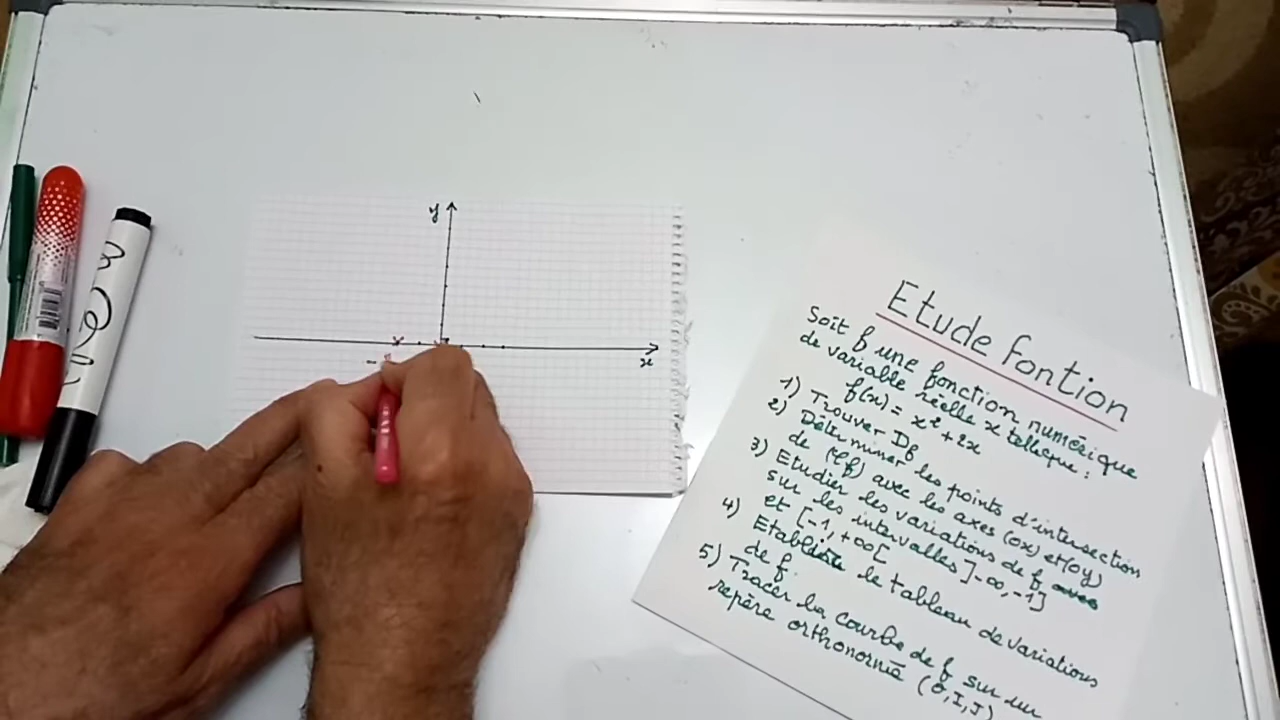 y
x
Etude fontion
Soit f une fonction numérique
de variable réelle x telleque :
f(x) = x² + 2x
1) Trouver Df
2) Déterminer les points d'intersection
de (Cf) avec les axes (ox) et (oy)
3) Etudier les variations de f
sur les intervalles ]-∞, -1]
et [-1, +∞[
4) Etablir le tableau de variations
de f.
5) Tracer la courbe de f sur un
repère orthonormé (O, I, J)